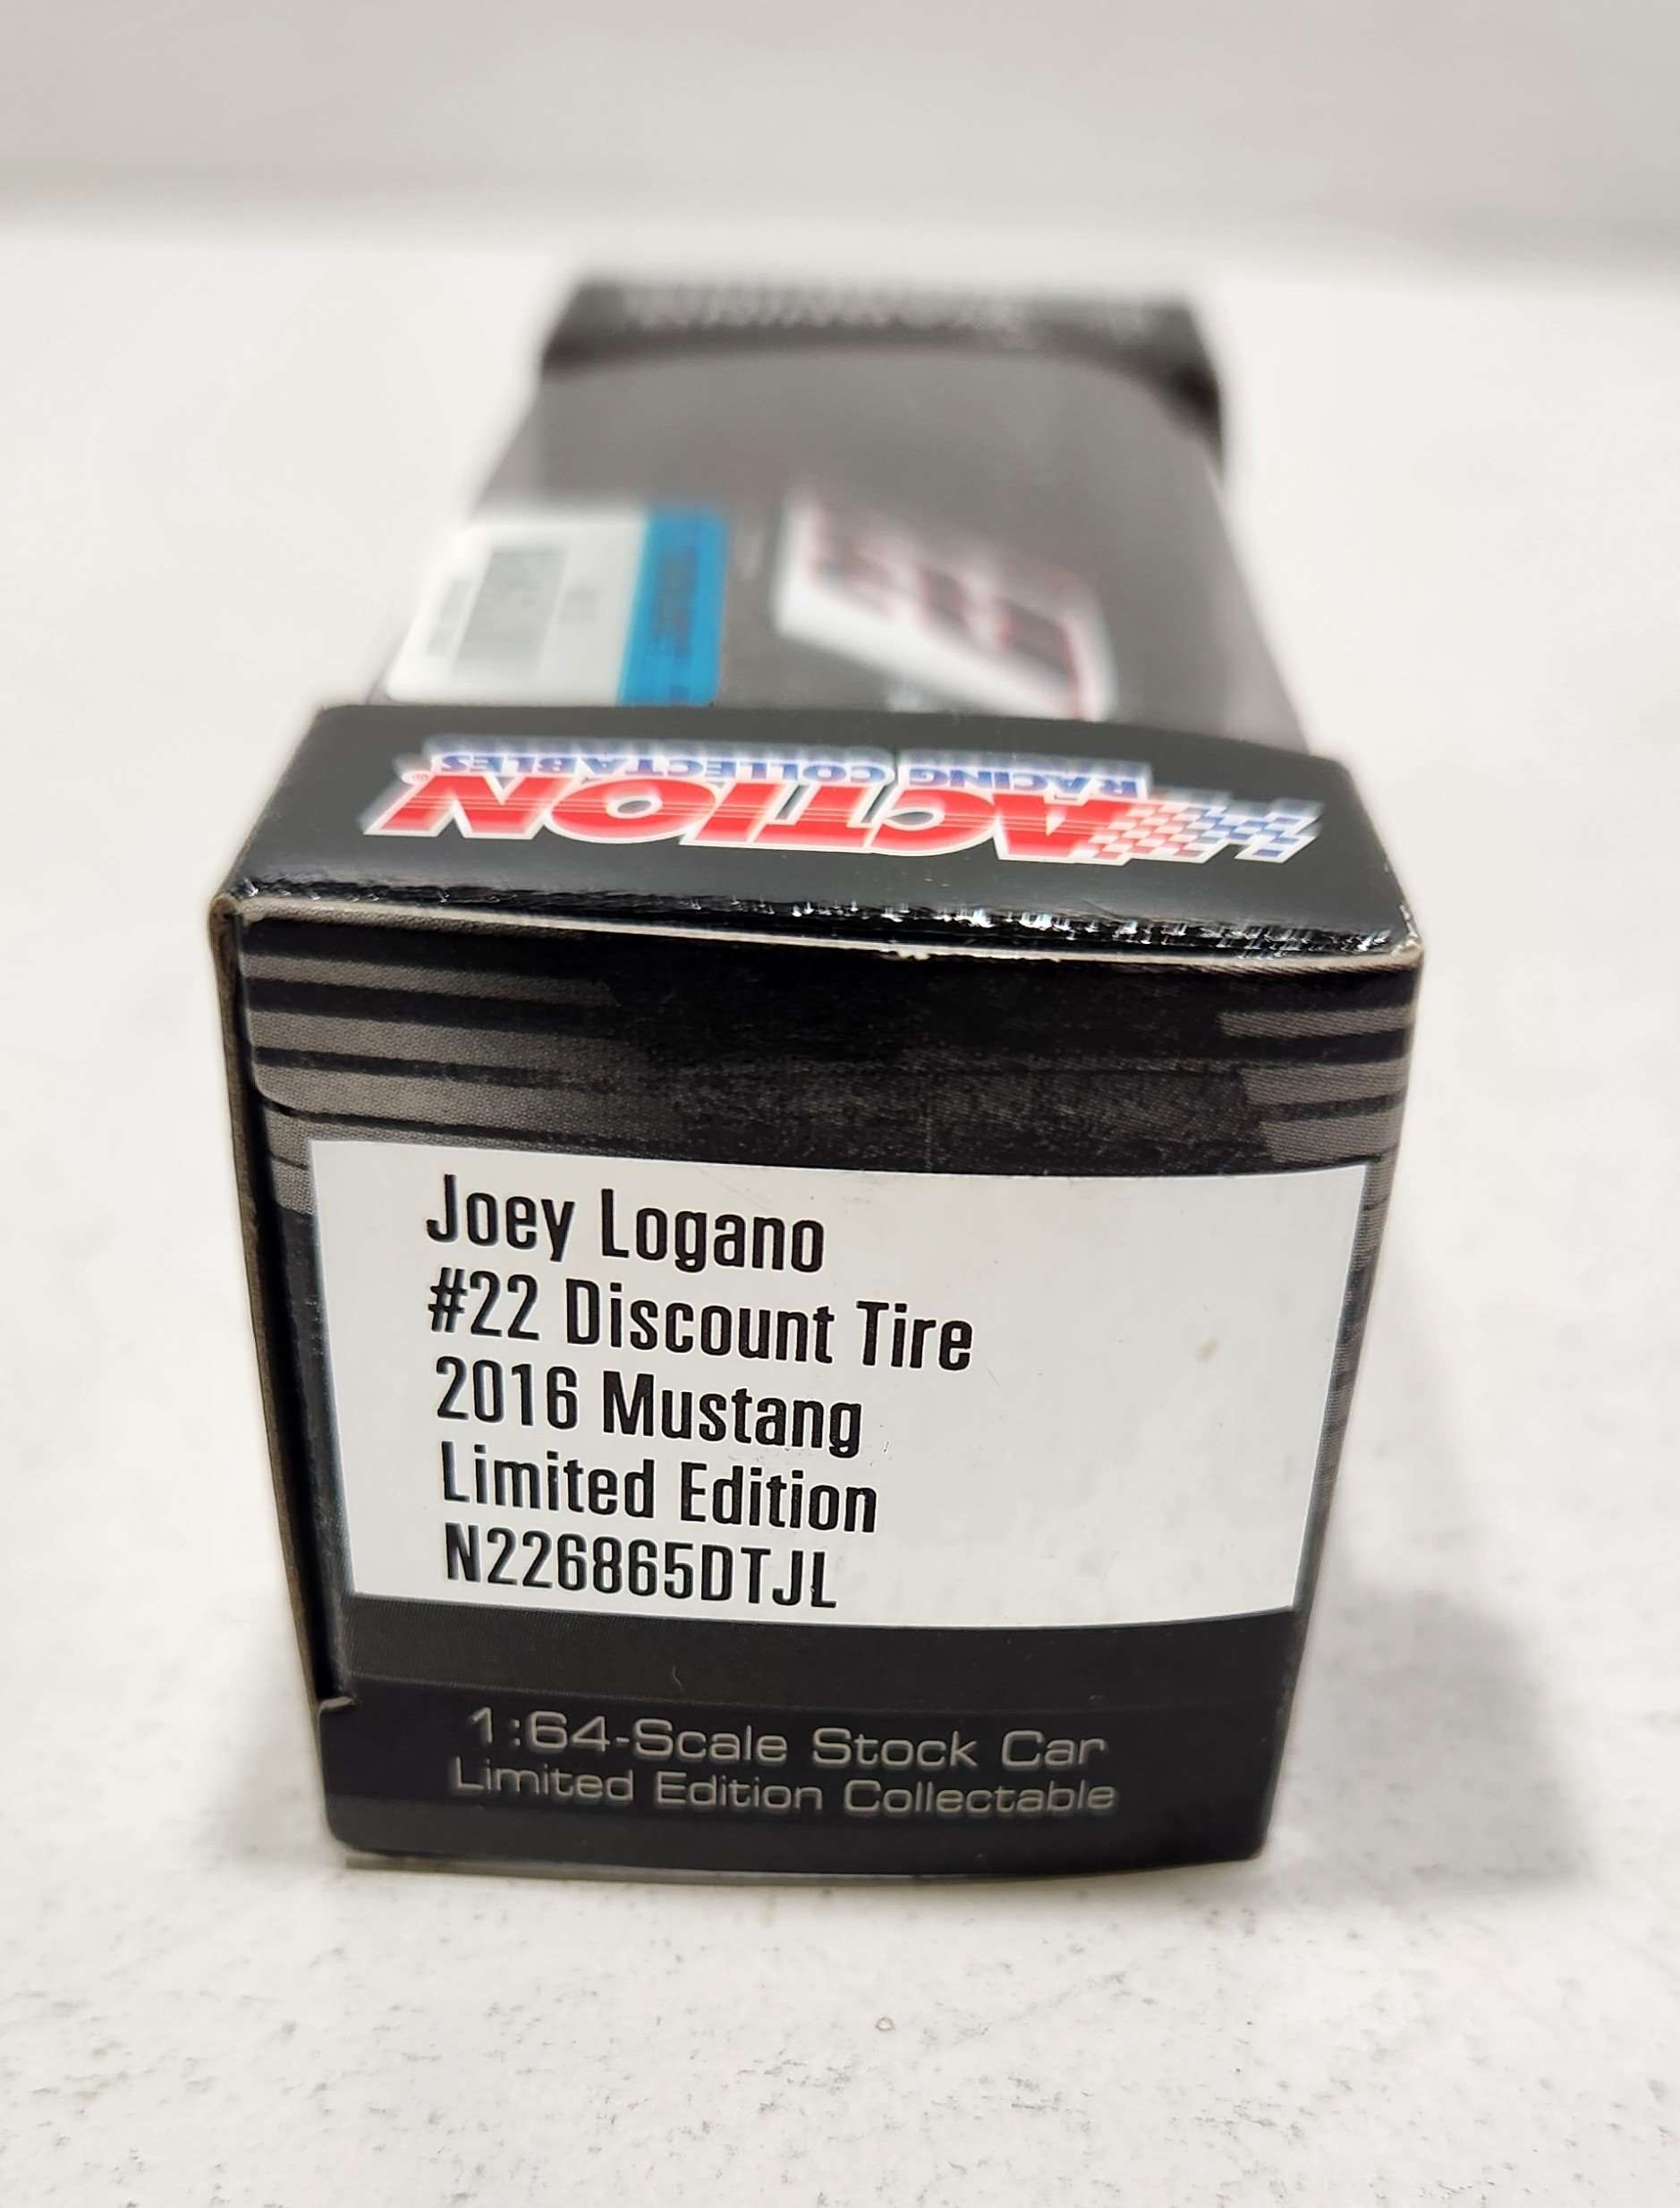 ACTION
RACING COLLECTABLES
Joey Logano
#22 Discount Tire
2016 Mustang
Limited Edition
N226865DTJL
1:64-Scale Stock Car
Limited Edition Collectable